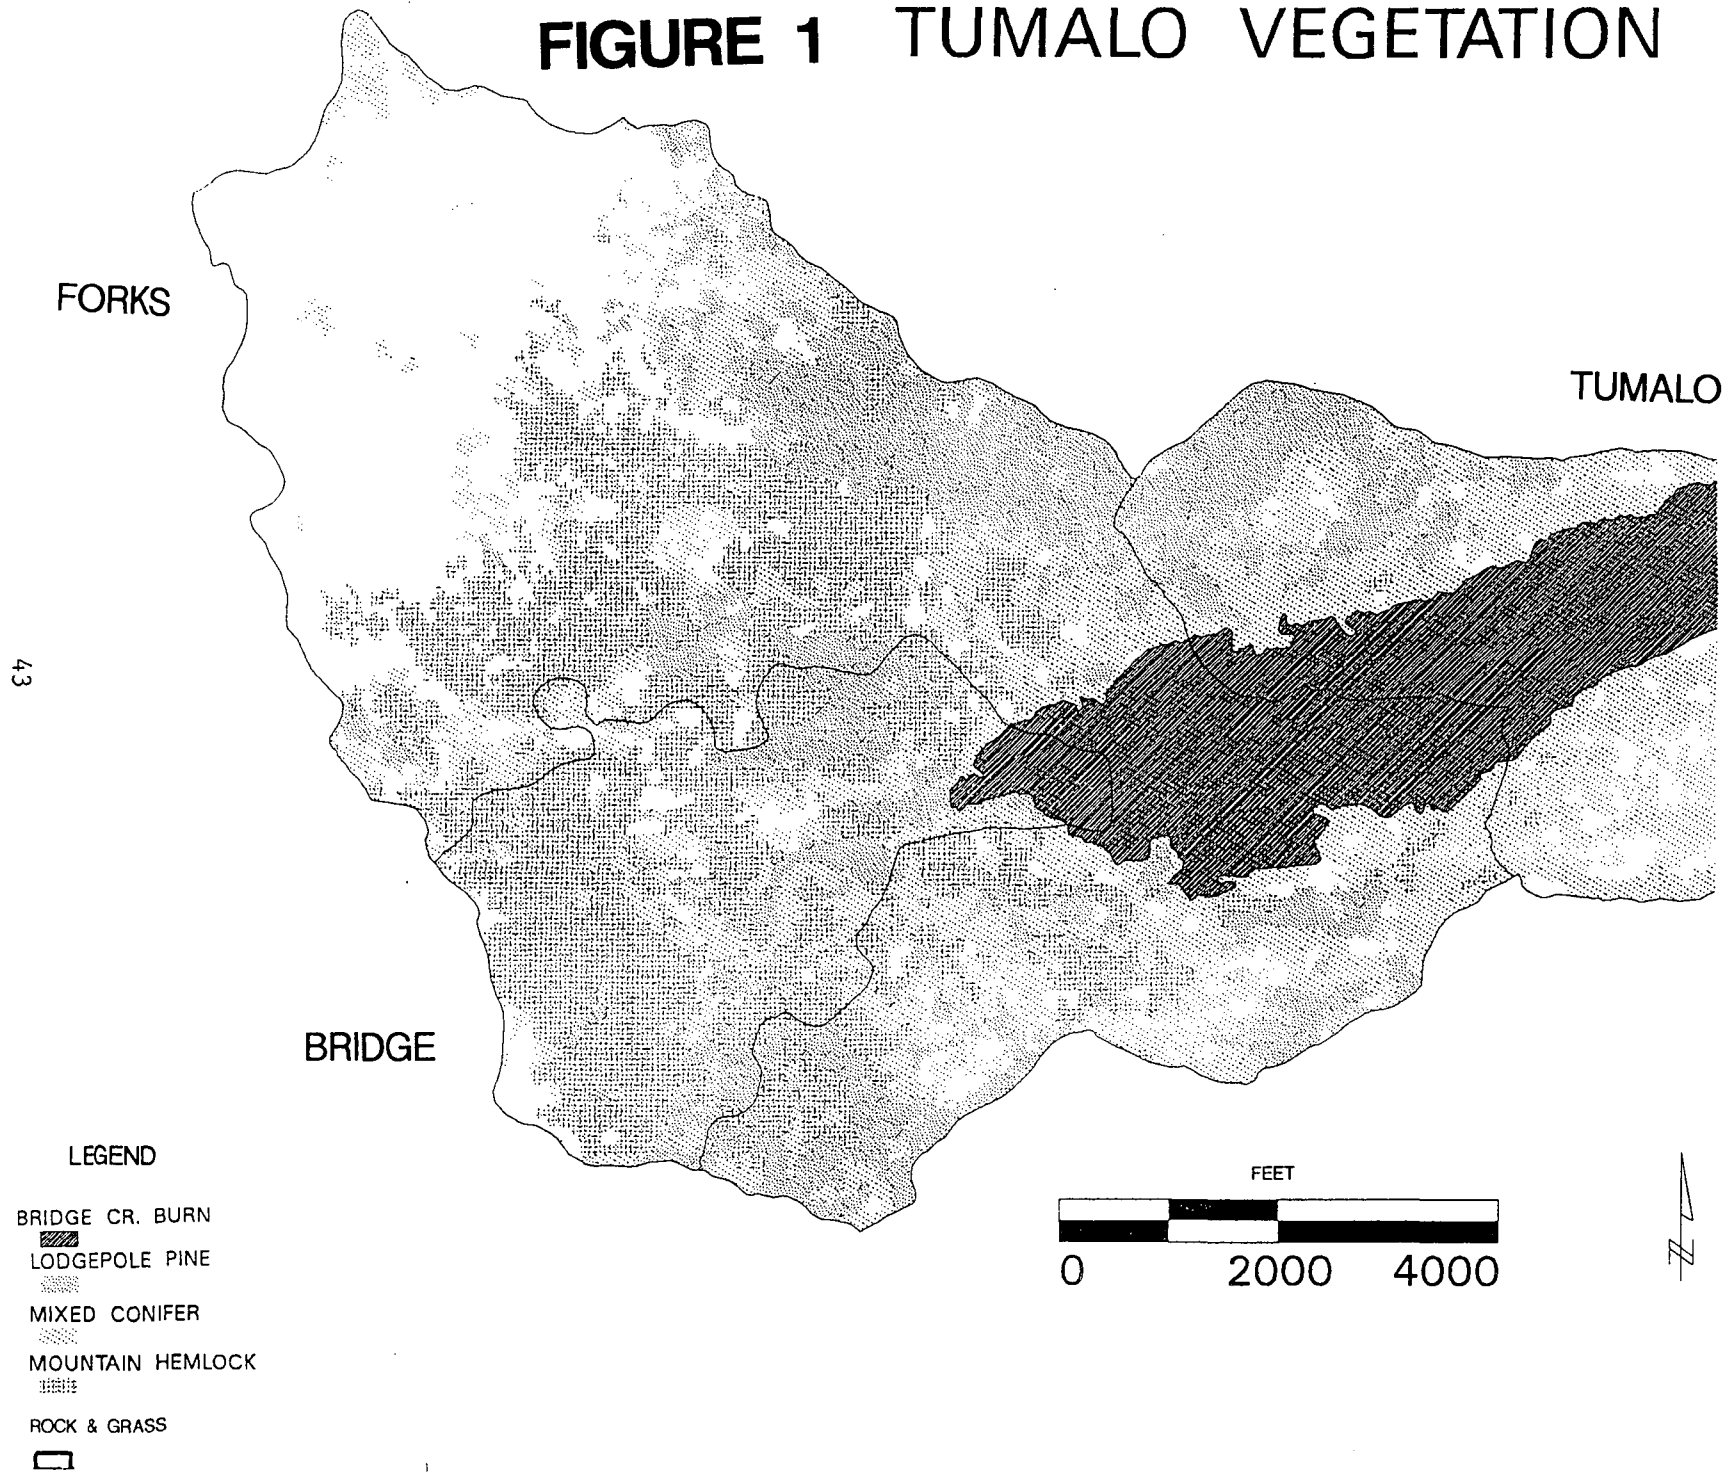 FIGURE 1 TUMALO VEGETATION
FORKS
TUMALO
43
BRIDGE
LEGEND
BRIDGE CR. BURN
LODGEPOLE PINE
MIXED CONIFER
MOUNTAIN HEMLOCK
ROCK & GRASS
FEET
0 2000 4000
N